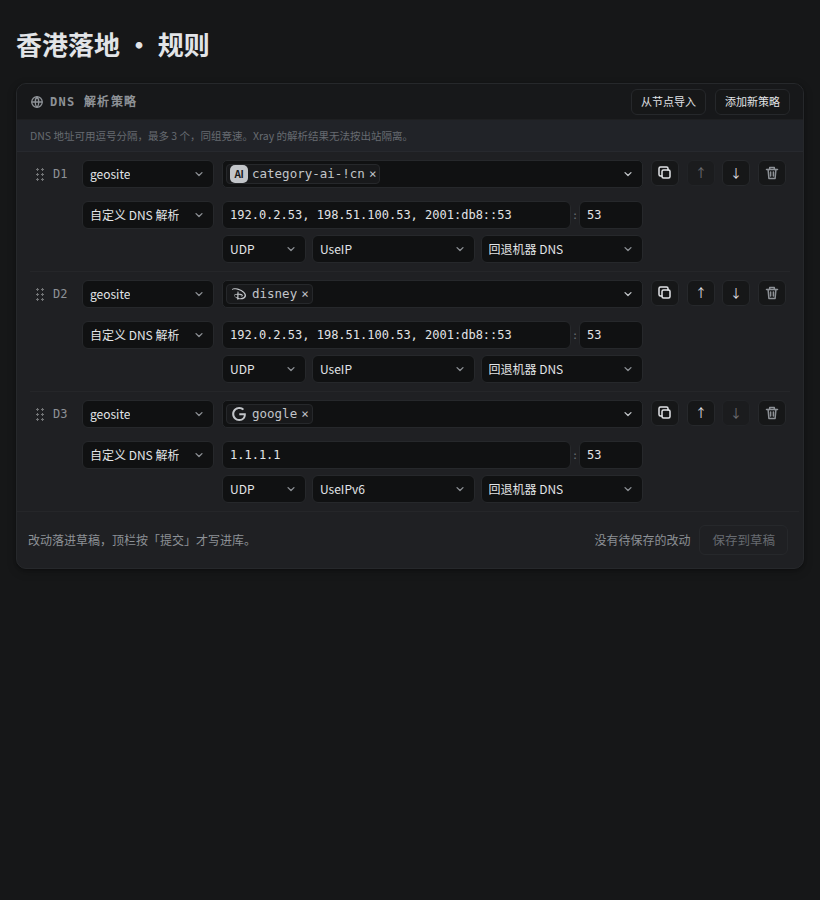 香港落地 · 规则
DNS 解析策略
从节点导入
添加新策略
DNS 地址可用逗号分隔，最多 3 个，同组竞速。Xray 的解析结果无法按出站隔离。
D1 geosite AI category-ai-!cn × ↑ ↓
自定义 DNS 解析 192.0.2.53, 198.51.100.53, 2001:db8::53 : 53
UDP UseIP 回退机器 DNS
D2 geosite disney × ↑ ↓
自定义 DNS 解析 192.0.2.53, 198.51.100.53, 2001:db8::53 : 53
UDP UseIP 回退机器 DNS
D3 geosite google × ↑ ↓
自定义 DNS 解析 1.1.1.1 : 53
UDP UseIPv6 回退机器 DNS
改动落进草稿，顶栏按「提交」才写进库。 没有待保存的改动 保存到草稿